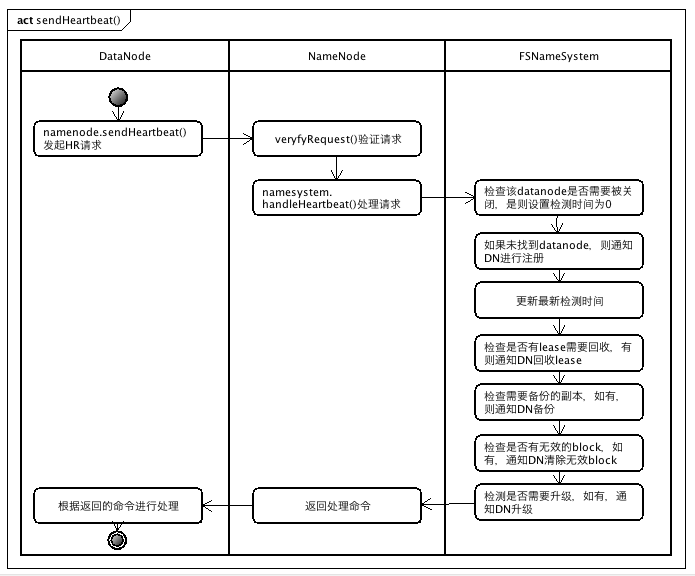 act sendHeartbeat()
DataNode
NameNode
FSNameSystem
namenode.sendHeartbeat()
发起HR请求
veryfyRequest()验证请求
namesystem.
handleHeartbeat()处理请求
检查该datanode是否需要被关
闭，是则设置检测时间为0
如果未找到datanode，则通知
DN进行注册
更新最新检测时间
检查是否有lease需要回收，有
则通知DN回收lease
检查需要备份的副本，如有，
则通知DN备份
检查是否有无效的block，如
有，通知DN清除无效block
检测是否需要升级，如有，通
知DN升级
返回处理命令
根据返回的命令进行处理